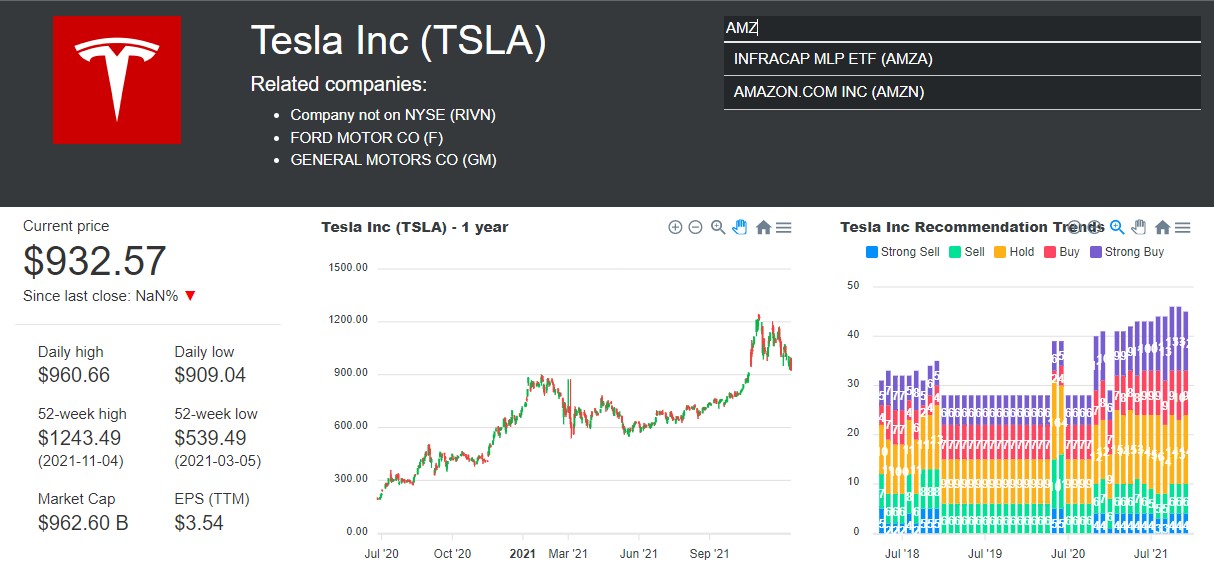 Tesla Inc (TSLA)
Related companies:
Company not on NYSE (RIVN)
FORD MOTOR CO (F)
GENERAL MOTORS CO (GM)
AMZ
INFRACAP MLP ETF (AMZA)
AMAZON.COM INC (AMZN)
Current price
$932.57
Since last close: NaN% ▼
Daily high
$960.66
Daily low
$909.04
52-week high
$1243.49
(2021-11-04)
52-week low
$539.49
(2021-03-05)
Market Cap
$962.60 B
EPS (TTM)
$3.54
Tesla Inc (TSLA) - 1 year
1500.00
1200.00
900.00
600.00
300.00
0.00
Jul '20 Oct '20 2021 Mar '21 Jun '21 Sep '21
Tesla Inc Recommendation Trends
Strong Sell Sell Hold Buy Strong Buy
50
40
30
20
10
0
Jul '18 Jul '19 Jul '20 Jul '21